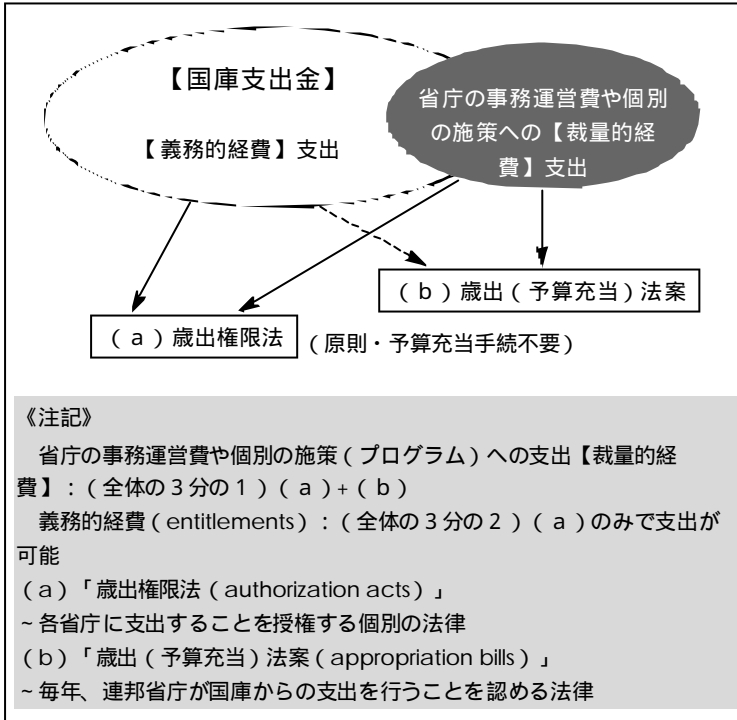 【国庫支出金】
【義務的経費】支出
省庁の事務運営費や個別
の施策への【裁量的経
費】支出
(b)歳出(予算充当)法案
(a)歳出権限法
(原則・予算充当手続不要)
《注記》
省庁の事務運営費や個別の施策(プログラム)への支出【裁量的経
費】:(全体の3分の1)(a)+(b)
義務的経費(entitlements):(全体の3分の2)(a)のみで支出が
可能
(a)「歳出権限法(authorization acts)」
~各省庁に支出することを授権する個別の法律
(b)「歳出(予算充当)法案(appropriation bills)」
~毎年、連邦省庁が国庫からの支出を行うことを認める法律